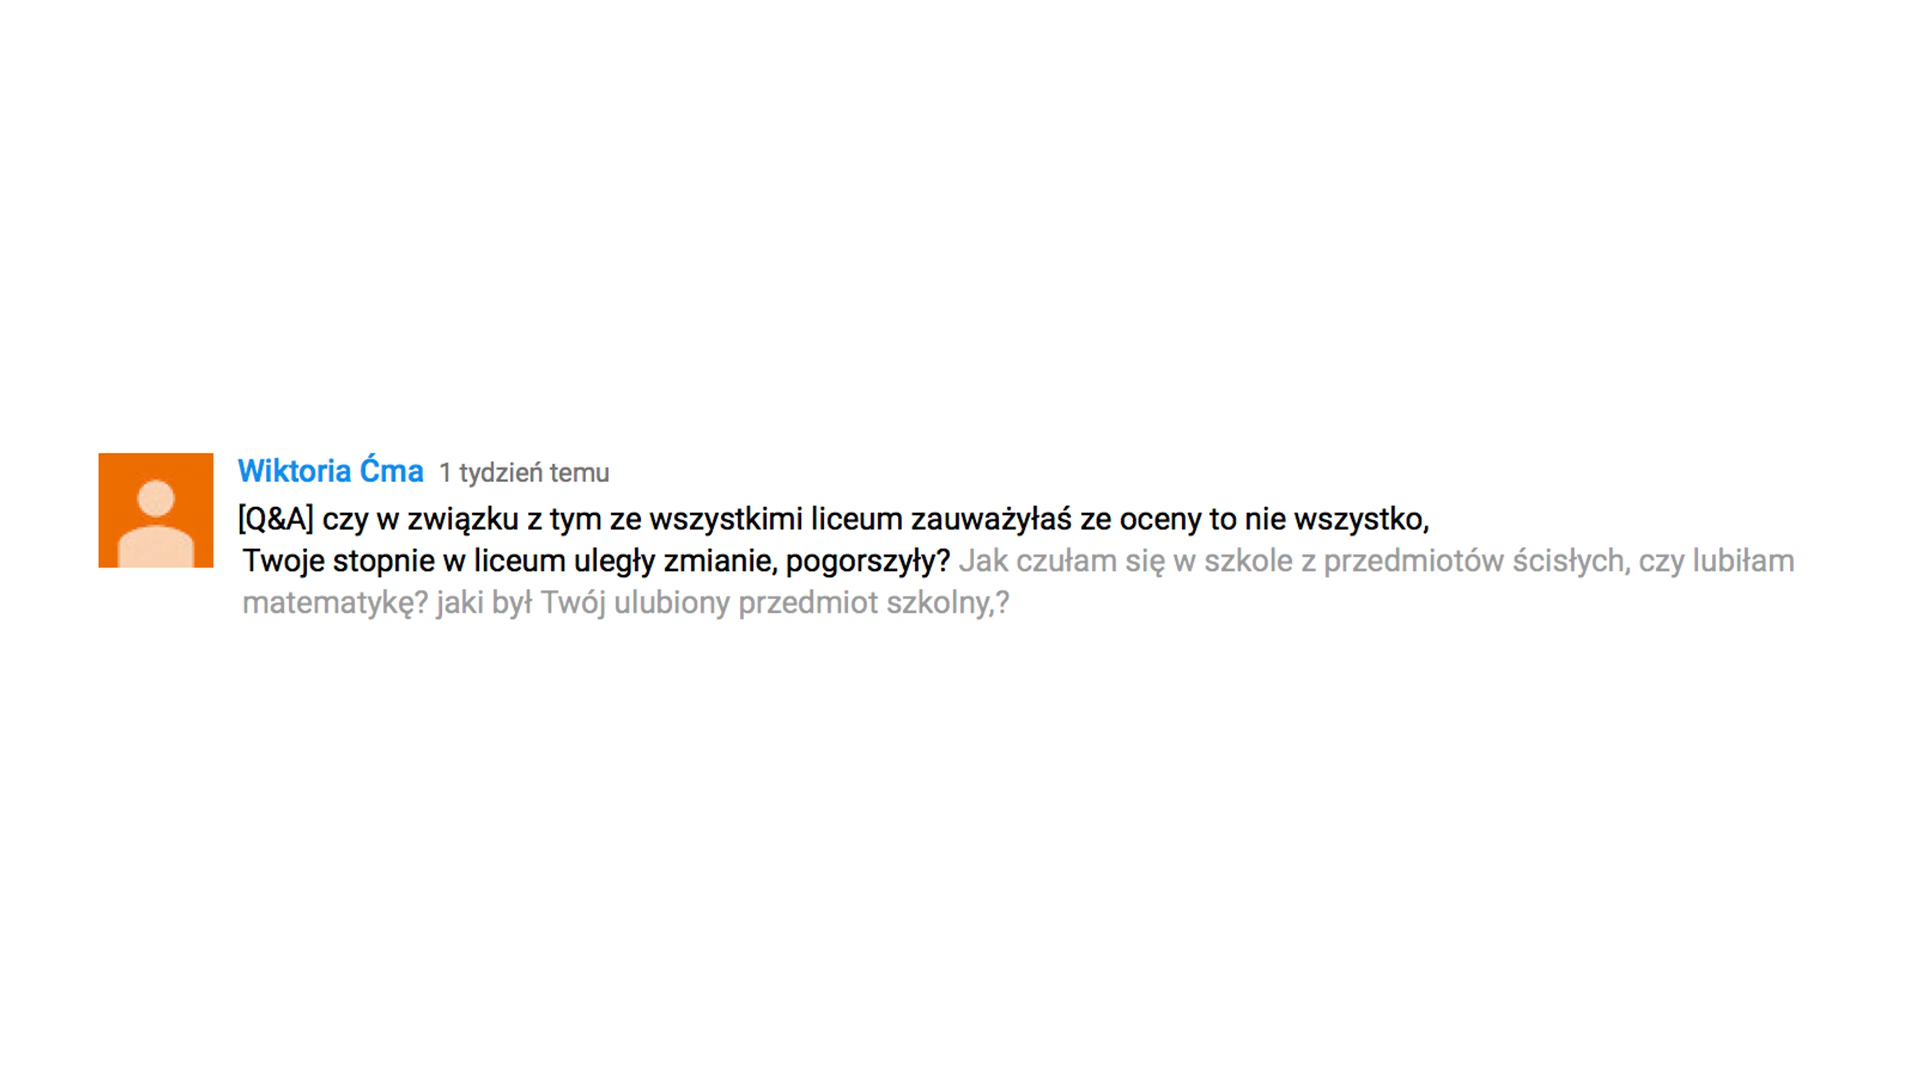 Wiktoria Ćma 1 tydzień temu
[Q&A] czy w związku z tym ze wszystkimi liceum zauważyłaś ze oceny to nie wszystko,
Twoje stopnie w liceum uległy zmianie, pogorszyły? Jak czułam się w szkole z przedmiotów ścisłych, czy lubiłam
matematykę? jaki był Twój ulubiony przedmiot szkolny,?